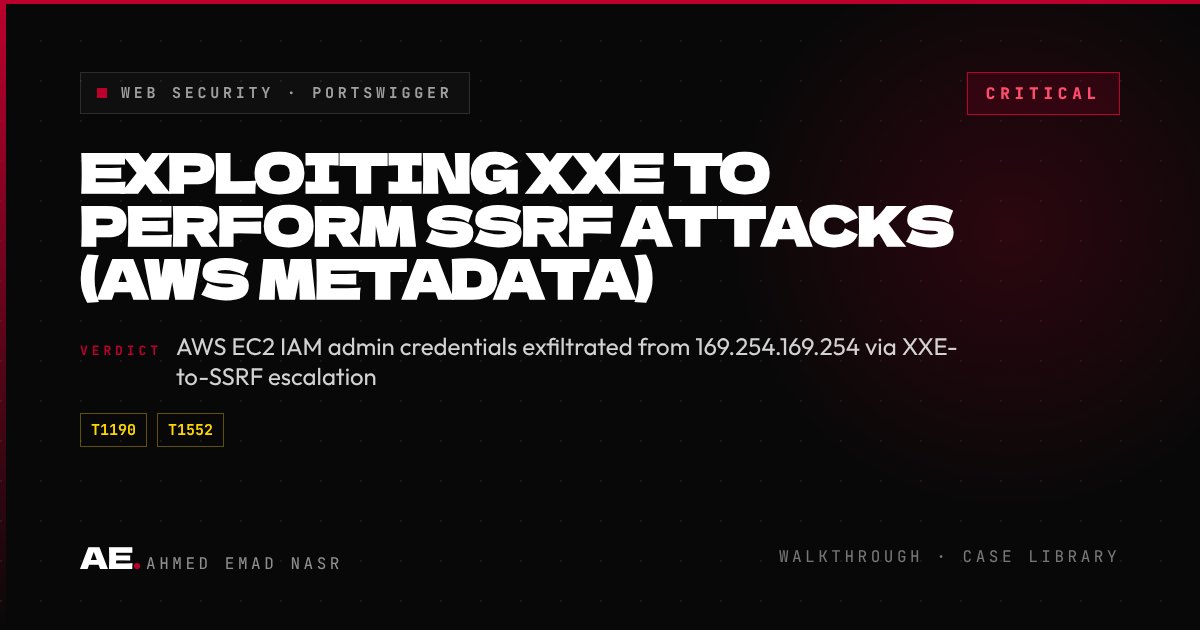 WEB SECURITY · PORTSWIGGER
CRITICAL
EXPLOITING XXE TO
PERFORM SSRF ATTACKS
(AWS METADATA)
VERDICT AWS EC2 IAM admin credentials exfiltrated from 169.254.169.254 via XXE-
to-SSRF escalation
T1190 T1552
AE. AHMED EMAD NASR
WALKTHROUGH · CASE LIBRARY